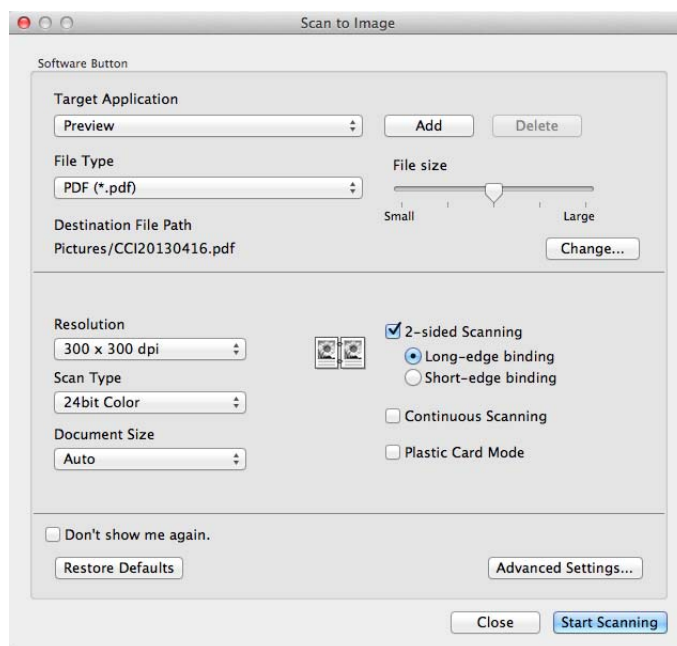 Scan to Image
Software Button
Target Application
Preview
Add
Delete
File Type
File size
PDF (*.pdf)
Small
Large
Destination File Path
Pictures/CCI20130416.pdf
Change...
Resolution
2-sided Scanning
300 x 300 dpi
Long-edge binding
Scan Type
Short-edge binding
24bit Color
Continuous Scanning
Document Size
Auto
Plastic Card Mode
Don't show me again.
Restore Defaults
Advanced Settings...
Close
Start Scanning